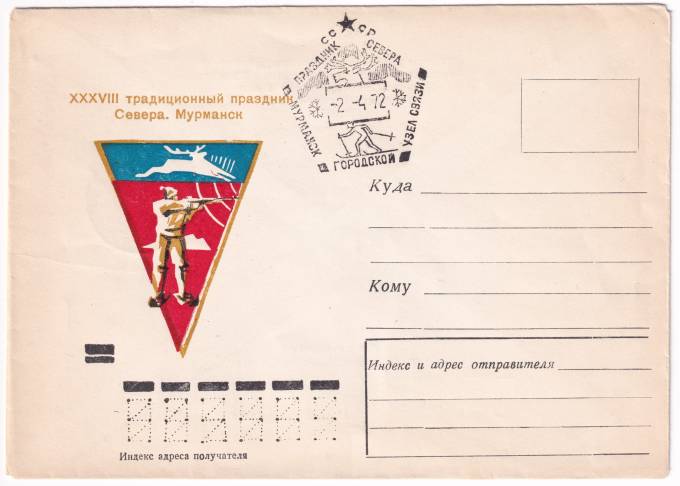 СССР
ПРАЗДНИК СЕВЕРА
-2 -4 72
МУРМАНСК ГОРОДСКОЙ УЗЕЛ СВЯЗИ
XXXVIII традиционный праздник
Севера. Мурманск
Куда
Кому
Индекс и адрес отправителя
Индекс адреса получателя